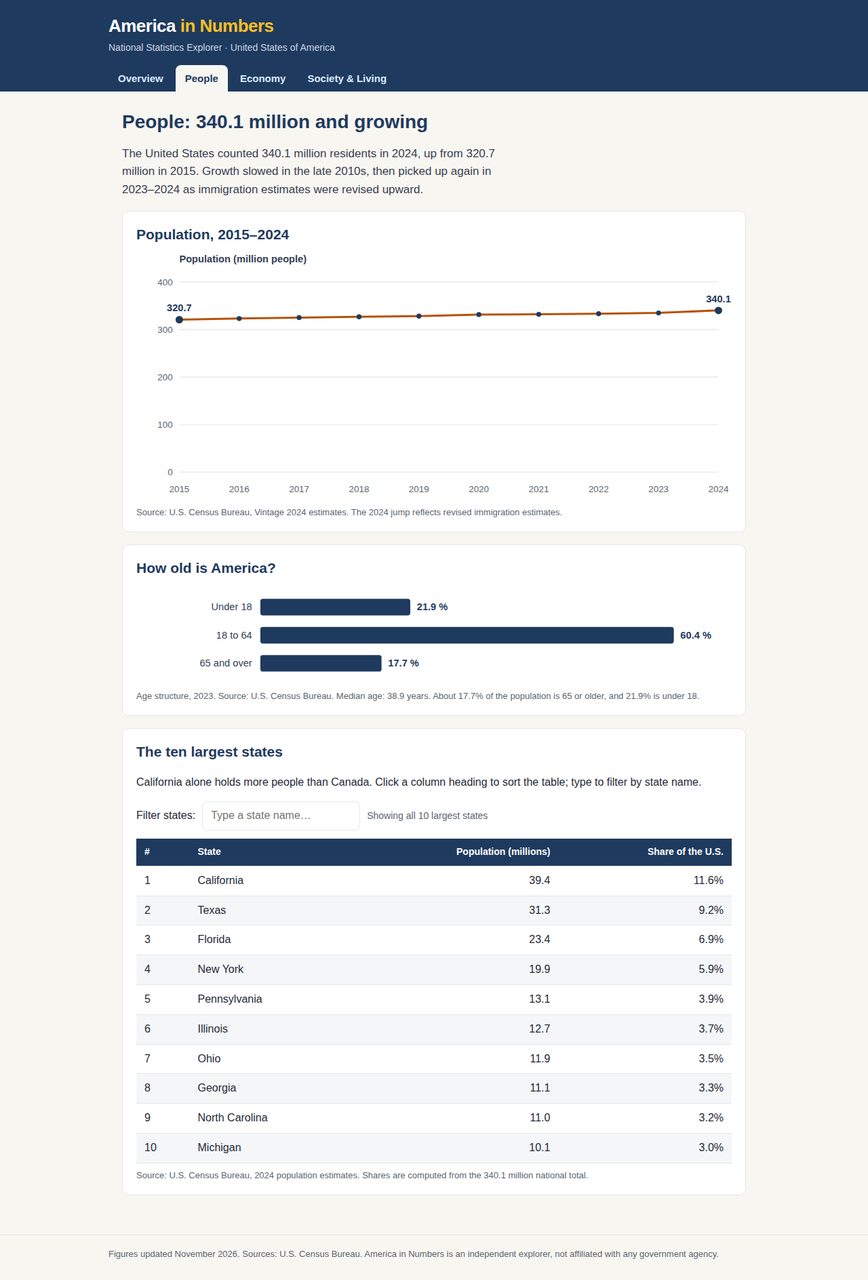 America in Numbers
National Statistics Explorer · United States of America
Overview People Economy Society & Living
People: 340.1 million and growing
The United States counted 340.1 million residents in 2024, up from 320.7
million in 2015. Growth slowed in the late 2010s, then picked up again in
2023–2024 as immigration estimates were revised upward.
Population, 2015–2024
Population (million people)
400
320.7
340.1
300
200
100
0
2015 2016 2017 2018 2019 2020 2021 2022 2023 2024
Source: U.S. Census Bureau, Vintage 2024 estimates. The 2024 jump reflects revised immigration estimates.
How old is America?
Under 18 21.9 %
18 to 64 60.4 %
65 and over 17.7 %
Age structure, 2023. Source: U.S. Census Bureau. Median age: 38.9 years. About 17.7% of the population is 65 or older, and 21.9% is under 18.
The ten largest states
California alone holds more people than Canada. Click a column heading to sort the table; type to filter by state name.
Filter states: Type a state name… Showing all 10 largest states
# State Population (millions) Share of the U.S.
1 California 39.4 11.6%
2 Texas 31.3 9.2%
3 Florida 23.4 6.9%
4 New York 19.9 5.9%
5 Pennsylvania 13.1 3.9%
6 Illinois 12.7 3.7%
7 Ohio 11.9 3.5%
8 Georgia 11.1 3.3%
9 North Carolina 11.0 3.2%
10 Michigan 10.1 3.0%
Source: U.S. Census Bureau, 2024 population estimates. Shares are computed from the 340.1 million national total.
Figures updated November 2026. Sources: U.S. Census Bureau. America in Numbers is an independent explorer, not affiliated with any government agency.